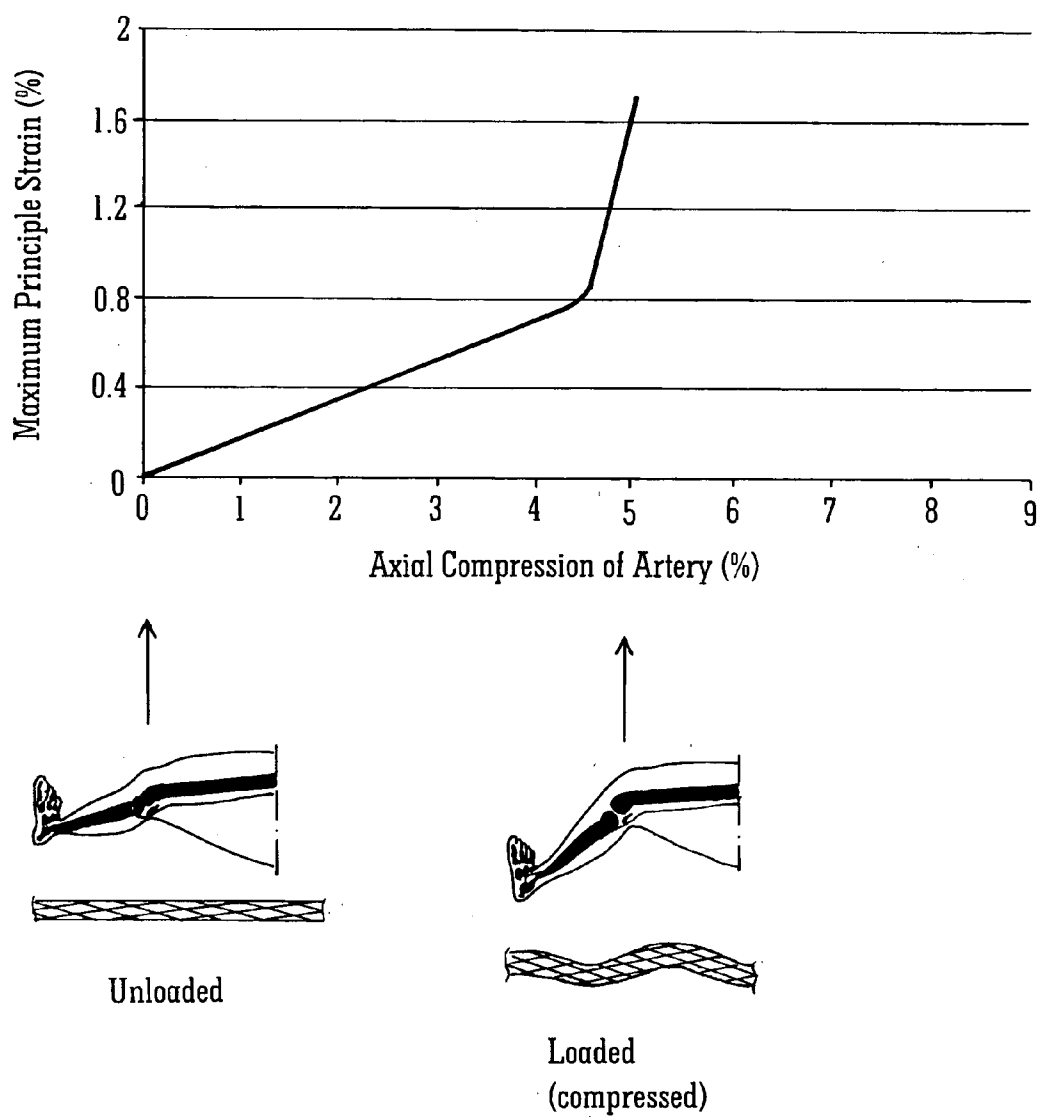 Maximum Principle Strain (%)
2
1.6
1.2
0.8
0.4
0
0 1 2 3 4 5 6 7 8 9
Axial Compression of Artery (%)
Unloaded
Loaded
(compressed)